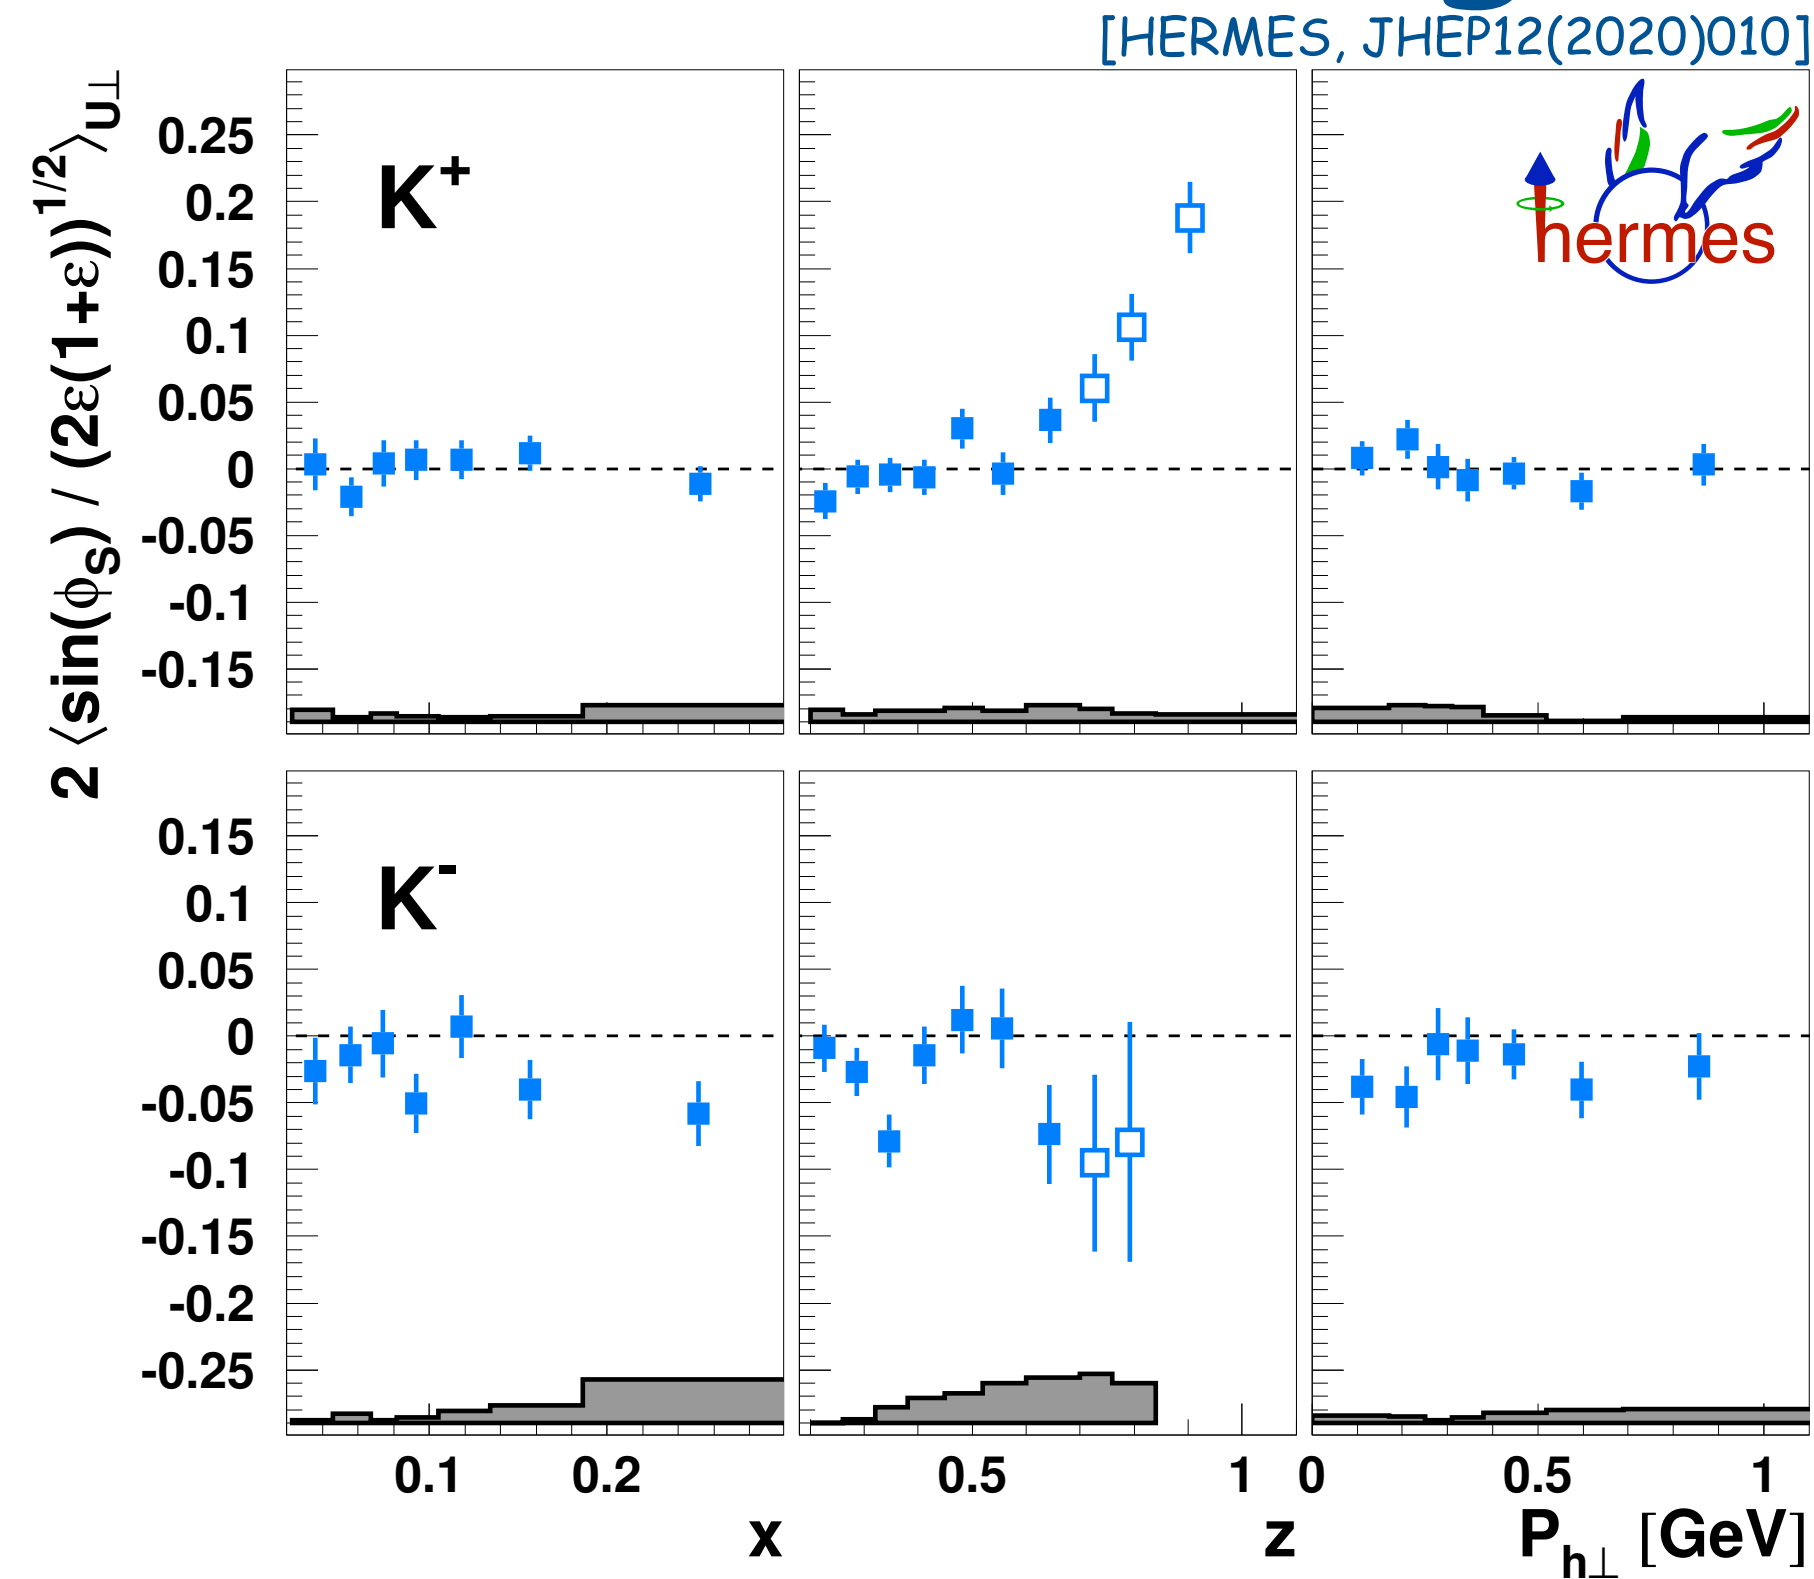 [HERMES, JHEP12(2020)010]
2 ⟨sin(ϕS) / (2ε(1+ε))1/2⟩U⊥
0.25
0.2
0.15
0.1
0.05
0
-0.05
-0.1
-0.15
K+
hermes
0.15
0.1
0.05
0
-0.05
-0.1
-0.15
-0.2
-0.25
K-
0.1 0.2 0.5 1 0 0.5 1
x z Ph⊥ [GeV]